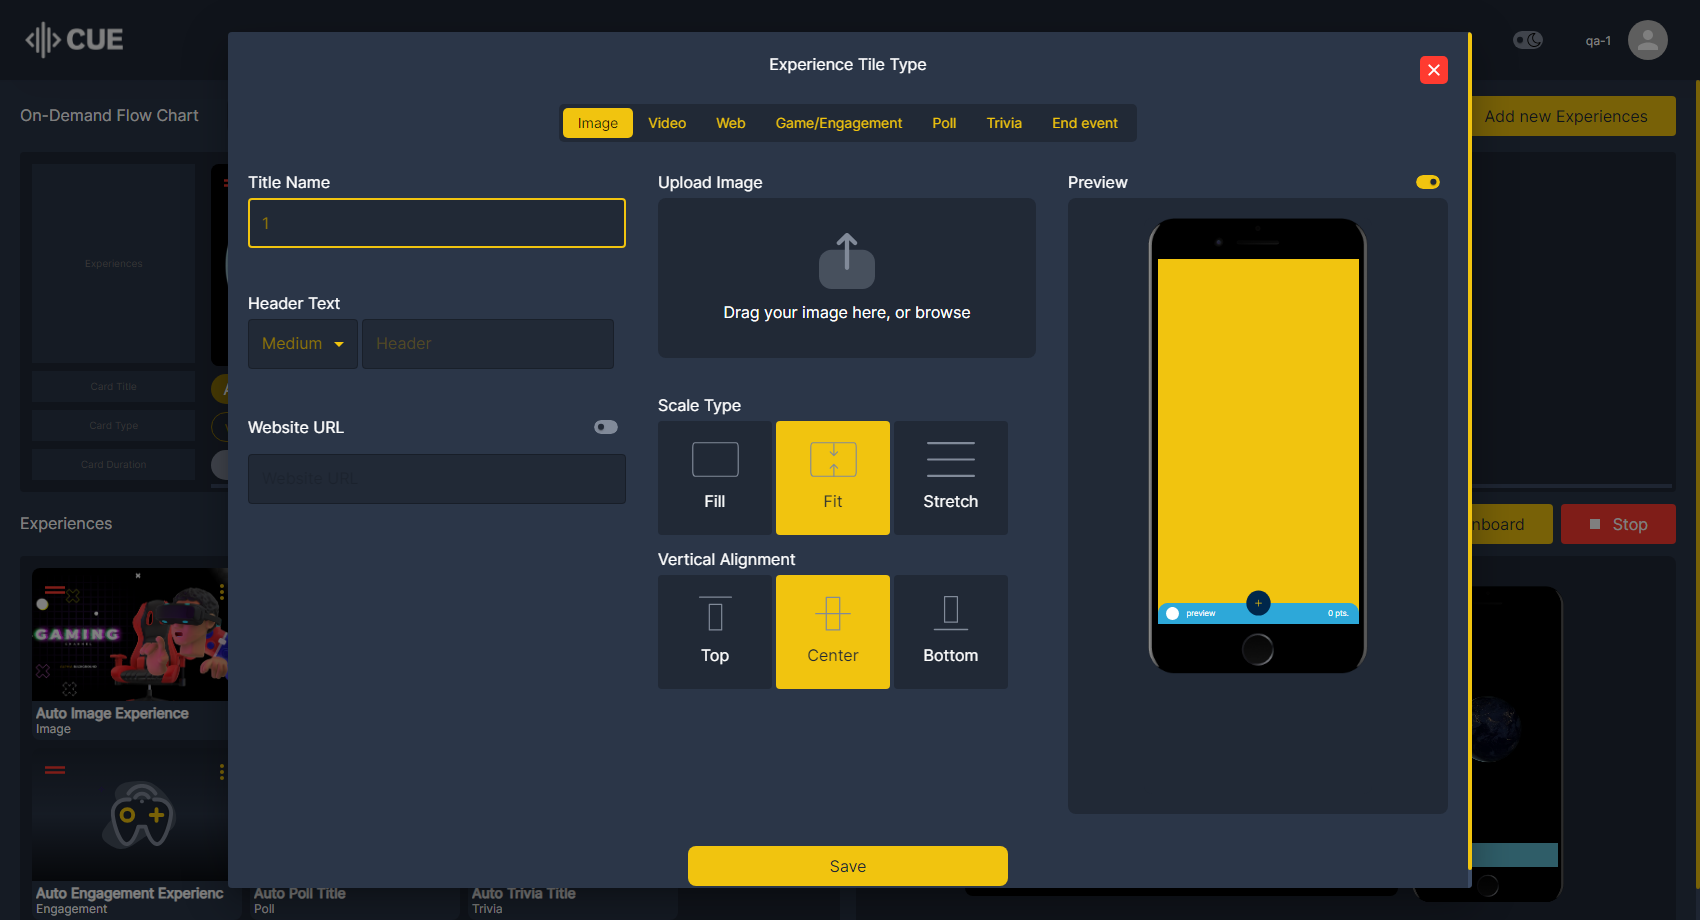 CUE
qa-1
Experience Tile Type
On-Demand Flow Chart
Add new Experiences
Image
Video
Web
Game/Engagement
Poll
Trivia
End event
Title Name
1
Header Text
Medium
Header
Website URL
Website URL
Upload Image
Drag your image here, or browse
Scale Type
Fill
Fit
Stretch
Vertical Alignment
Top
Center
Bottom
Preview
preview
0 pts.
Save
Experiences
Card Title
Card Type
Card Duration
Experiences
Stop
GAMING
Auto Image Experience
Image
Auto Engagement Experienc
Engagement
Auto Poll Title
Poll
Auto Trivia Title
Trivia